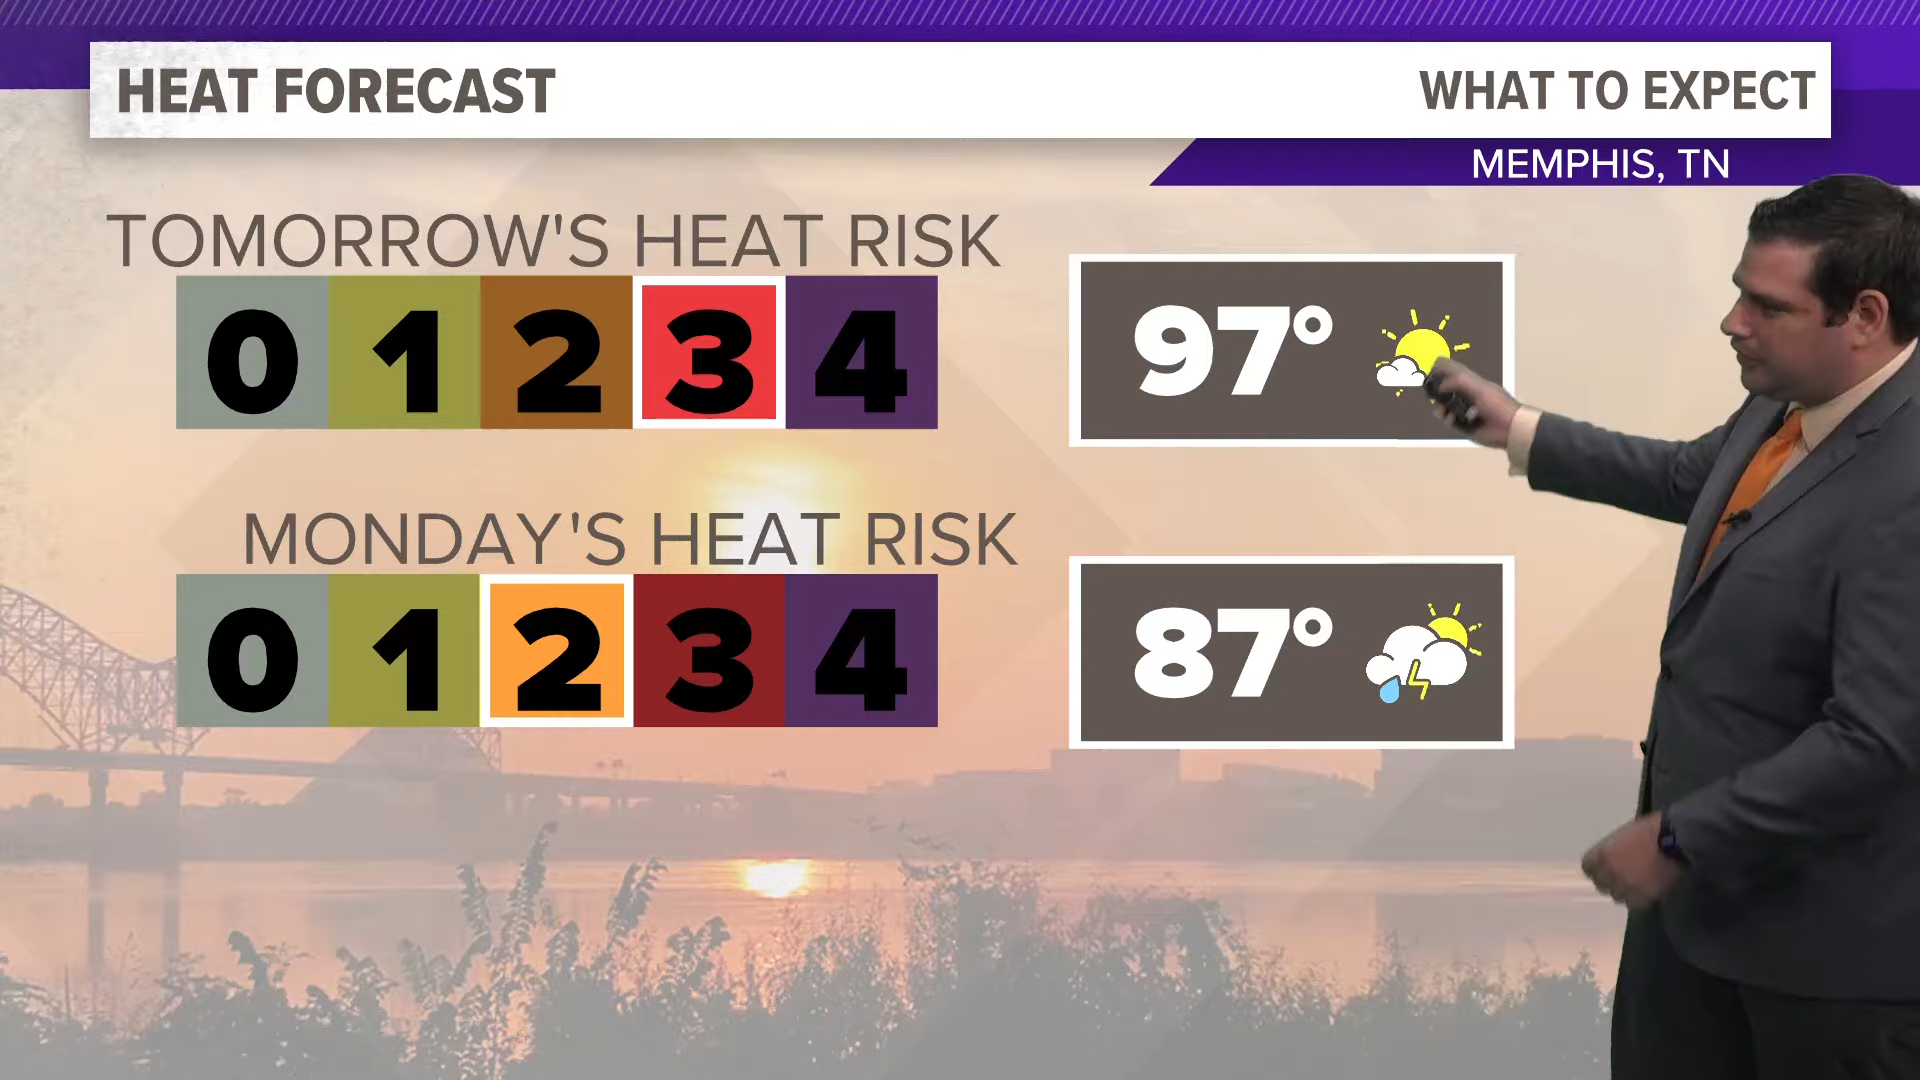 HEAT FORECAST
WHAT TO EXPECT
MEMPHIS, TN
TOMORROW'S HEAT RISK
0 1 2 3 4
97°
MONDAY'S HEAT RISK
0 1 2 3 4
87°